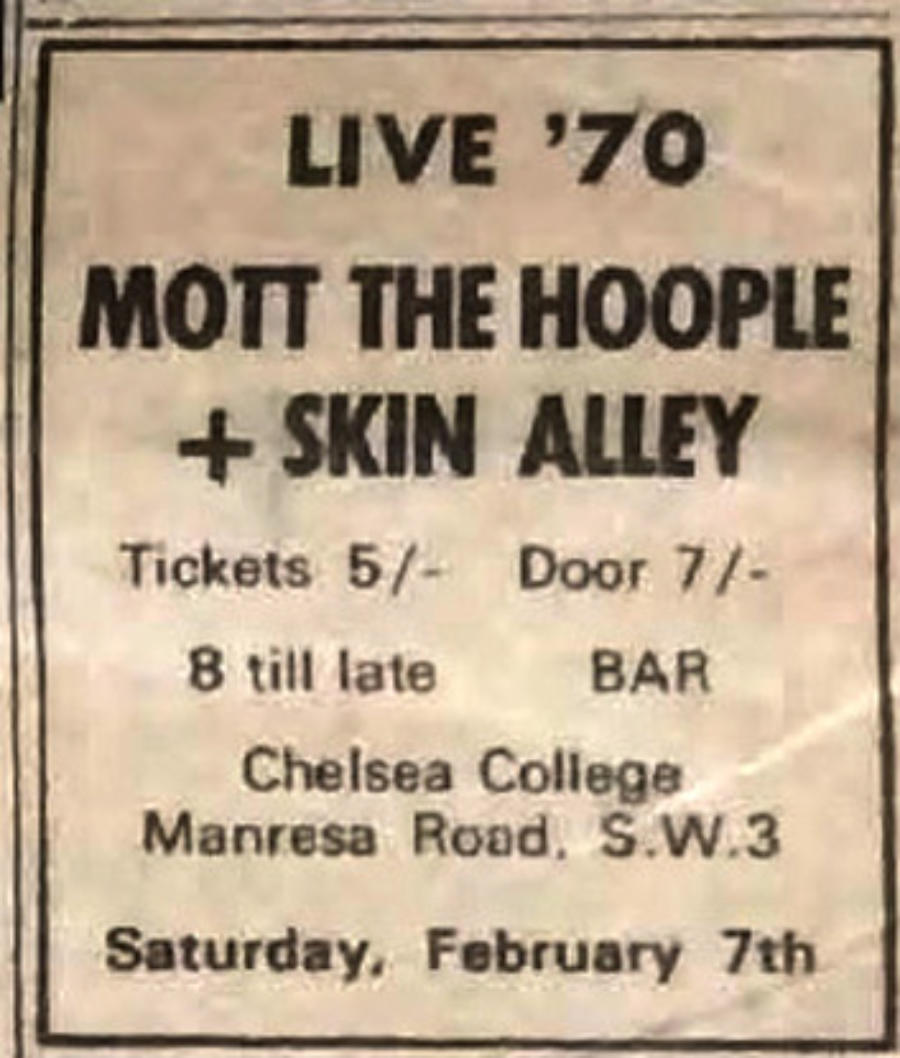 LIVE '70
MOTT THE HOOPLE
+ SKIN ALLEY
Tickets 5/- Door 7/-
8 till late BAR
Chelsea College
Manresa Road, S.W.3
Saturday, February 7th